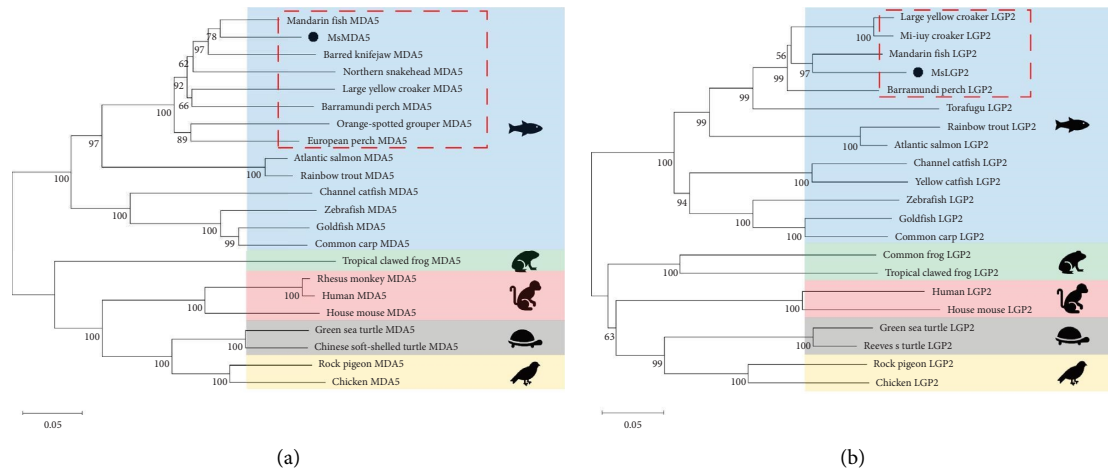 Mandarin fish MDA5
78
MsMDA5
97
Barred knifejaw MDA5
62
Northern snakehead MDA5
92
Large yellow croaker MDA5
66
Barramundi perch MDA5
100
Orange-spotted grouper MDA5
89
European perch MDA5
97
Atlantic salmon MDA5
100
Rainbow trout MDA5
100
Channel catfish MDA5
100
Zebrafish MDA5
100
Goldfish MDA5
99
Common carp MDA5
Tropical clawed frog MDA5
Rhesus monkey MDA5
100
Human MDA5
100
House mouse MDA5
100
Green sea turtle MDA5
100
Chinese soft-shelled turtle MDA5
100
Rock pigeon MDA5
100
Chicken MDA5
0.05
(a)
Large yellow croaker LGP2
100
Mi-iuy croaker LGP2
56
Mandarin fish LGP2
97
MsLGP2
99
99
Barramundi perch LGP2
Torafugu LGP2
99
Rainbow trout LGP2
100
Atlantic salmon LGP2
Channel catfish LGP2
100
Yellow catfish LGP2
94
Zebrafish LGP2
100
Goldfish LGP2
100
Common carp LGP2
Common frog LGP2
100
Tropical clawed frog LGP2
Human LGP2
100
House mouse LGP2
63
Green sea turtle LGP2
100
Reeves s turtle LGP2
99
Rock pigeon LGP2
100
Chicken LGP2
0.05
(b)